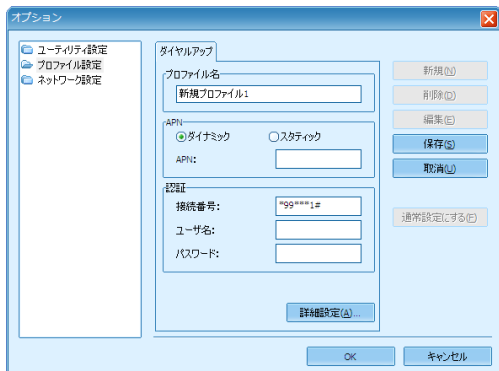 オプション
ユーティリティ設定
プロファイル設定
ネットワーク設定
ダイヤルアップ
プロファイル名
新規プロファイル1
APN
ダイナミック
スタティック
APN:
認証
接続番号:
*99***1#
ユーザ名:
パスワード:
詳細設定(A)...
新規(N)
削除(D)
編集(E)
保存(S)
取消(U)
通常設定にする(F)
OK
キャンセル